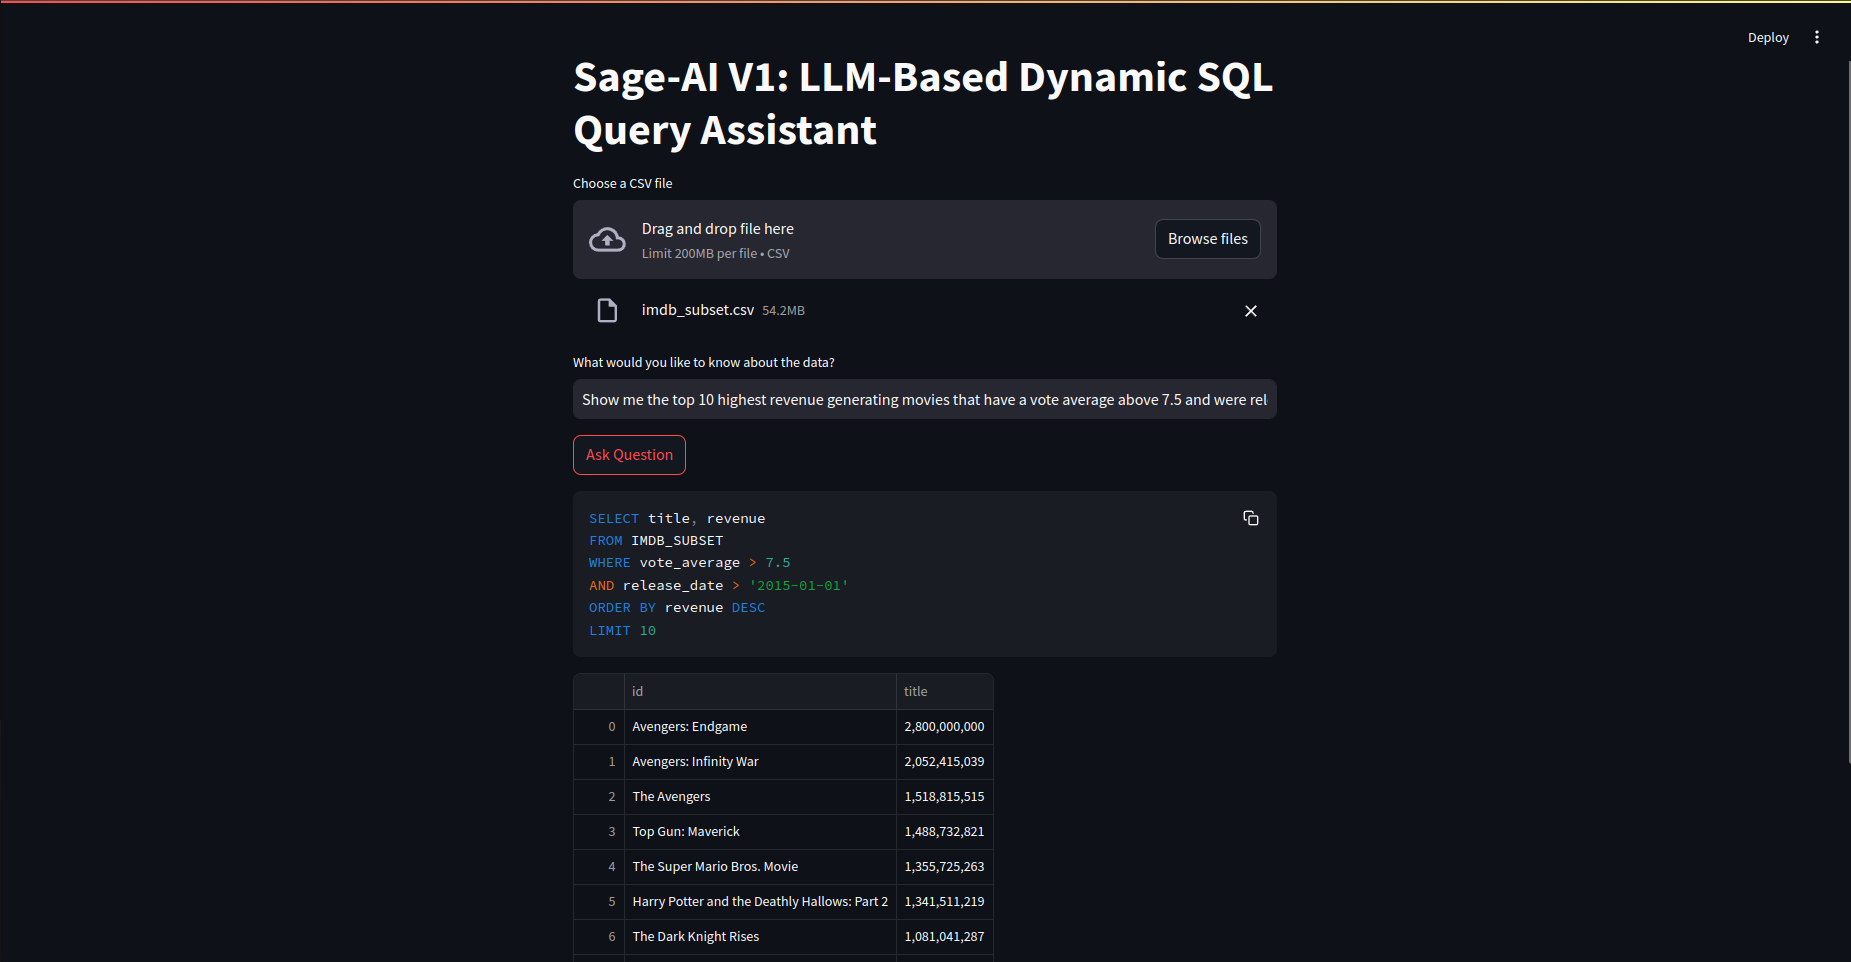 Deploy
Sage-AI V1: LLM-Based Dynamic SQL
Query Assistant
Choose a CSV file
Drag and drop file here
Limit 200MB per file • CSV
Browse files
imdb_subset.csv 54.2MB
What would you like to know about the data?
Show me the top 10 highest revenue generating movies that have a vote average above 7.5 and were rel
Ask Question
SELECT title, revenue
FROM IMDB_SUBSET
WHERE vote_average > 7.5
AND release_date > '2015-01-01'
ORDER BY revenue DESC
LIMIT 10
id title
0 Avengers: Endgame 2,800,000,000
1 Avengers: Infinity War 2,052,415,039
2 The Avengers 1,518,815,515
3 Top Gun: Maverick 1,488,732,821
4 The Super Mario Bros. Movie 1,355,725,263
5 Harry Potter and the Deathly Hallows: Part 2 1,341,511,219
6 The Dark Knight Rises 1,081,041,287